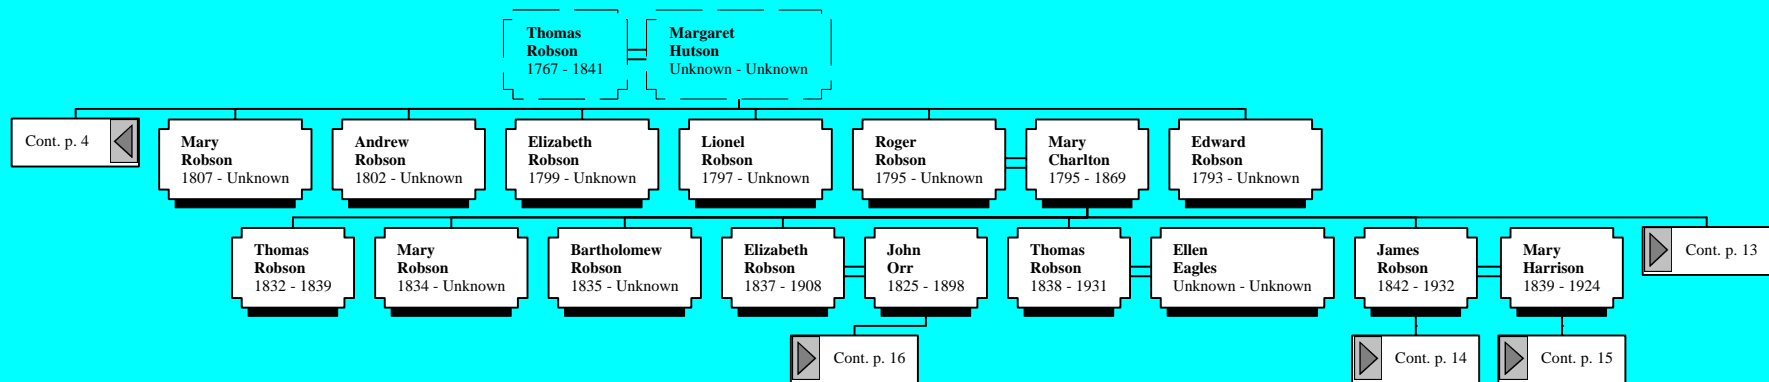 Thomas
Robson
1767 - 1841
Margaret
Hutson
Unknown - Unknown
Cont. p. 4
Mary
Robson
1807 - Unknown
Andrew
Robson
1802 - Unknown
Elizabeth
Robson
1799 - Unknown
Lionel
Robson
1797 - Unknown
Roger
Robson
1795 - Unknown
Mary
Charlton
1795 - 1869
Edward
Robson
1793 - Unknown
Thomas
Robson
1832 - 1839
Mary
Robson
1834 - Unknown
Bartholomew
Robson
1835 - Unknown
Elizabeth
Robson
1837 - 1908
John
Orr
1825 - 1898
Thomas
Robson
1838 - 1931
Ellen
Eagles
Unknown - Unknown
James
Robson
1842 - 1932
Mary
Harrison
1839 - 1924
Cont. p. 13
Cont. p. 16
Cont. p. 14
Cont. p. 15